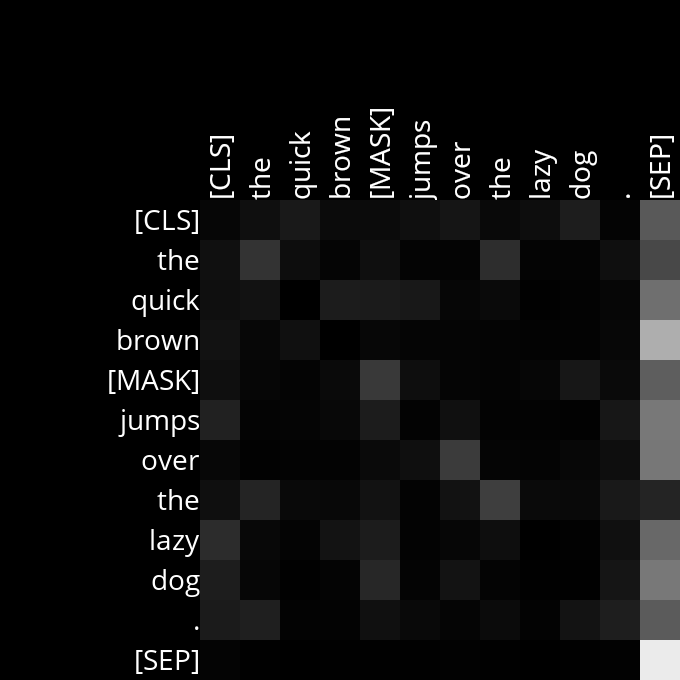 [CLS]
the
quick
brown
[MASK]
jumps
over
the
lazy
dog
.
[SEP]
[CLS]
the
quick
brown
[MASK]
jumps
over
the
lazy
dog
.
[SEP]